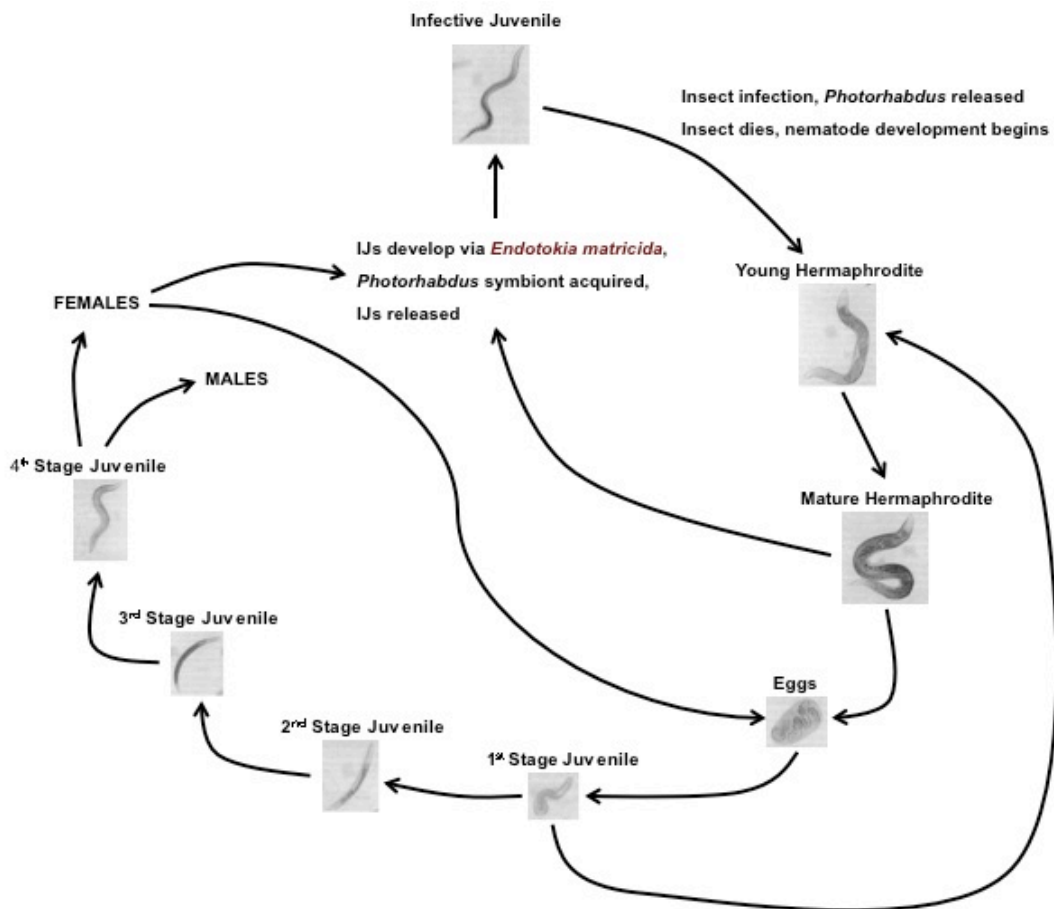 Infective Juvenile
Insect infection, Photorhabdus released
Insect dies, nematode development begins
IJs develop via Endotokia matricida,
Photorhabdus symbiont acquired,
IJs released
Young Hermaphrodite
FEMALES
MALES
4th Stage Juvenile
Mature Hermaphrodite
3rd Stage Juvenile
Eggs
2nd Stage Juvenile
1st Stage Juvenile